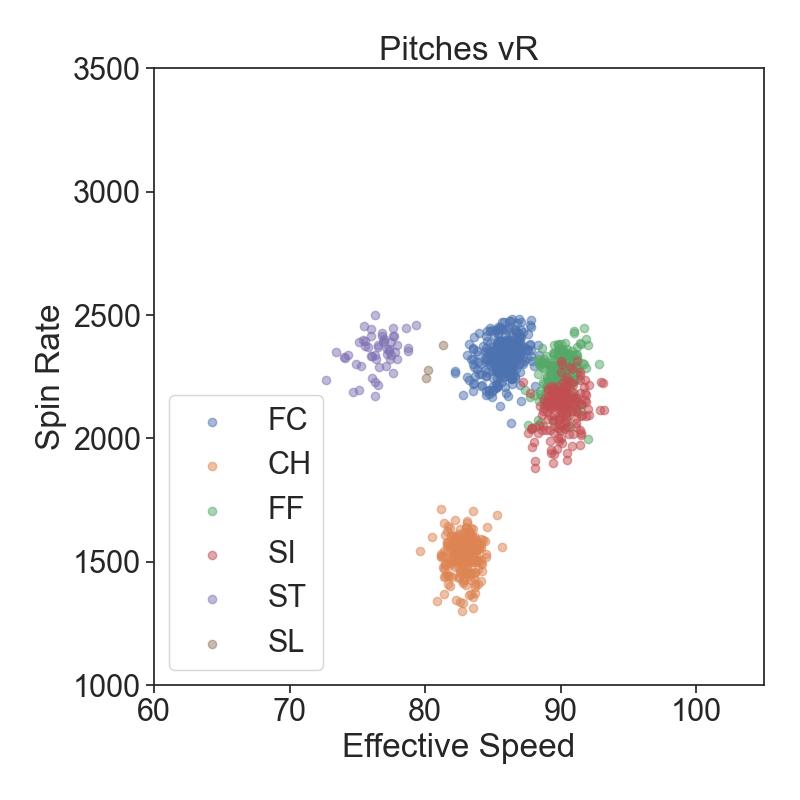 Pitches vR
3500
3000
2500
2000
1500
1000
Spin Rate
FC
CH
FF
SI
ST
SL
60 70 80 90 100
Effective Speed